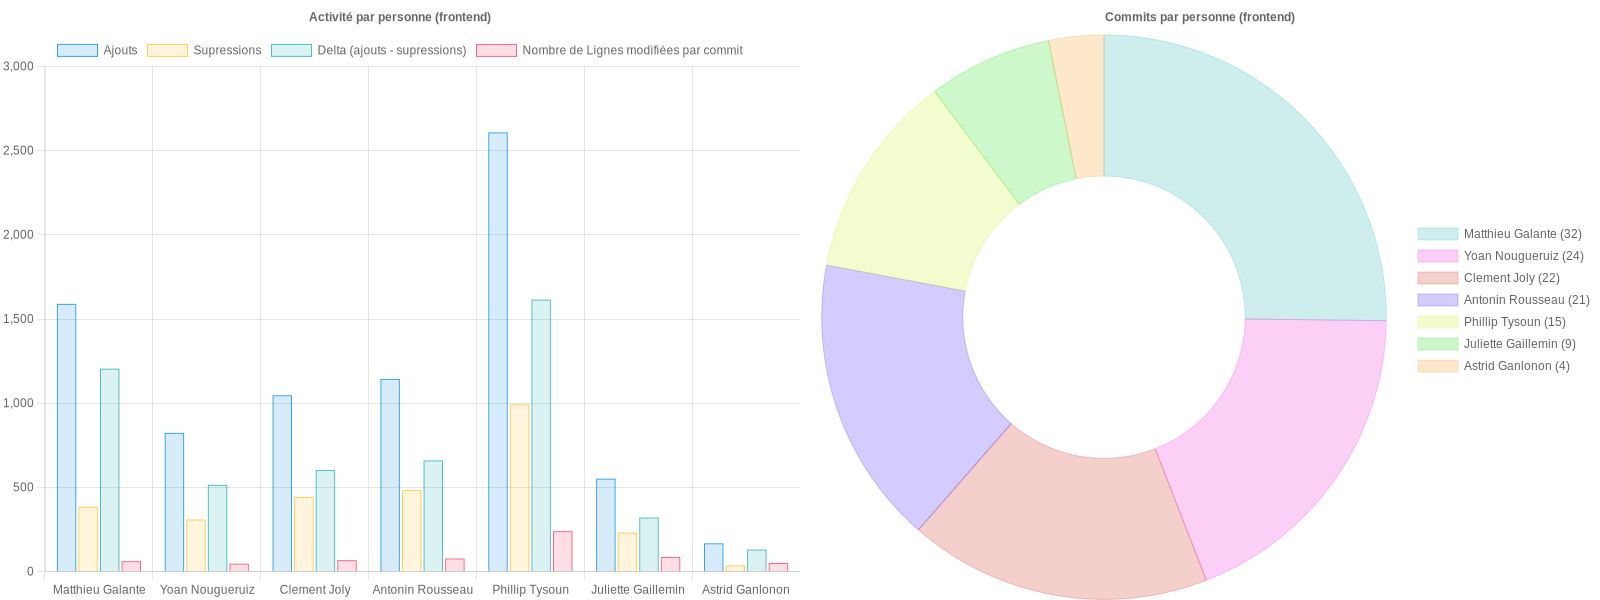 Activité par personne (frontend)
Ajouts
Supressions
Delta (ajouts - supressions)
Nombre de Lignes modifiées par commit
3,000
2,500
2,000
1,500
1,000
500
0
Matthieu Galante
Yoan Nougueruiz
Clement Joly
Antonin Rousseau
Phillip Tysoun
Juliette Gaillemin
Astrid Ganlonon
Commits par personne (frontend)
Matthieu Galante (32)
Yoan Nougueruiz (24)
Clement Joly (22)
Antonin Rousseau (21)
Phillip Tysoun (15)
Juliette Gaillemin (9)
Astrid Ganlonon (4)